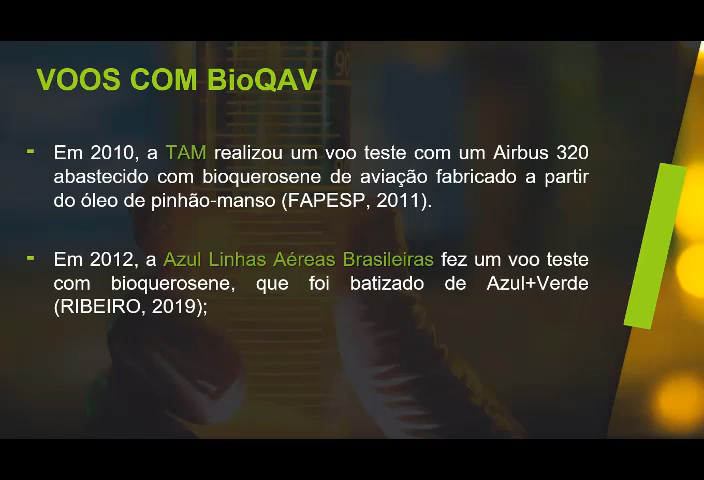 VOOS COM BioQAV
- Em 2010, a TAM realizou um voo teste com um Airbus 320
abastecido com bioquerosene de aviação fabricado a partir
do óleo de pinhão-manso (FAPESP, 2011).
- Em 2012, a Azul Linhas Aéreas Brasileiras fez um voo teste
com bioquerosene, que foi batizado de Azul+Verde
(RIBEIRO, 2019);
90